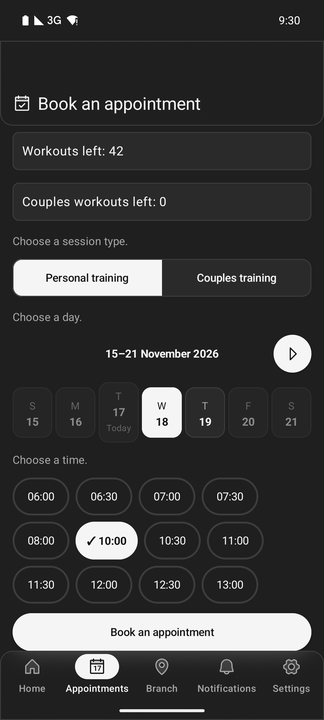 3G 9:30
Book an appointment
Workouts left: 42
Couples workouts left: 0
Choose a session type.
Personal training Couples training
Choose a day.
15–21 November 2026
S M T W T F S
15 16 17 18 19 20 21
Today
Choose a time.
06:00 06:30 07:00 07:30
08:00 ✓ 10:00 10:30 11:00
11:30 12:00 12:30 13:00
Book an appointment
17
Home Appointments Branch Notifications Settings